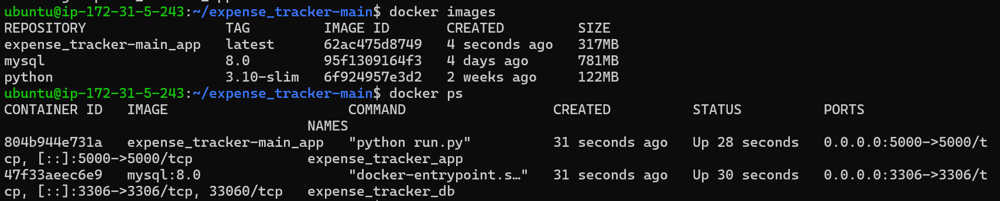 ubuntu@ip-172-31-5-243:~/expense_tracker-main$ docker images
REPOSITORY                 TAG         IMAGE ID       CREATED         SIZE
expense_tracker-main_app   latest      62ac475d8749   4 seconds ago   317MB
mysql                      8.0         95f1309164f3   4 days ago      781MB
python                     3.10-slim   6f924957e3d2   2 weeks ago     122MB
ubuntu@ip-172-31-5-243:~/expense_tracker-main$ docker ps
CONTAINER ID   IMAGE                      COMMAND                  CREATED          STATUS          PORTS
                                     NAMES
804b944e731a   expense_tracker-main_app   "python run.py"          31 seconds ago   Up 28 seconds   0.0.0.0:5000->5000/t
cp, [::]:5000->5000/tcp              expense_tracker_app
47f33aeec6e9   mysql:8.0                  "docker-entrypoint.s…"   31 seconds ago   Up 30 seconds   0.0.0.0:3306->3306/t
cp, [::]:3306->3306/tcp, 33060/tcp   expense_tracker_db